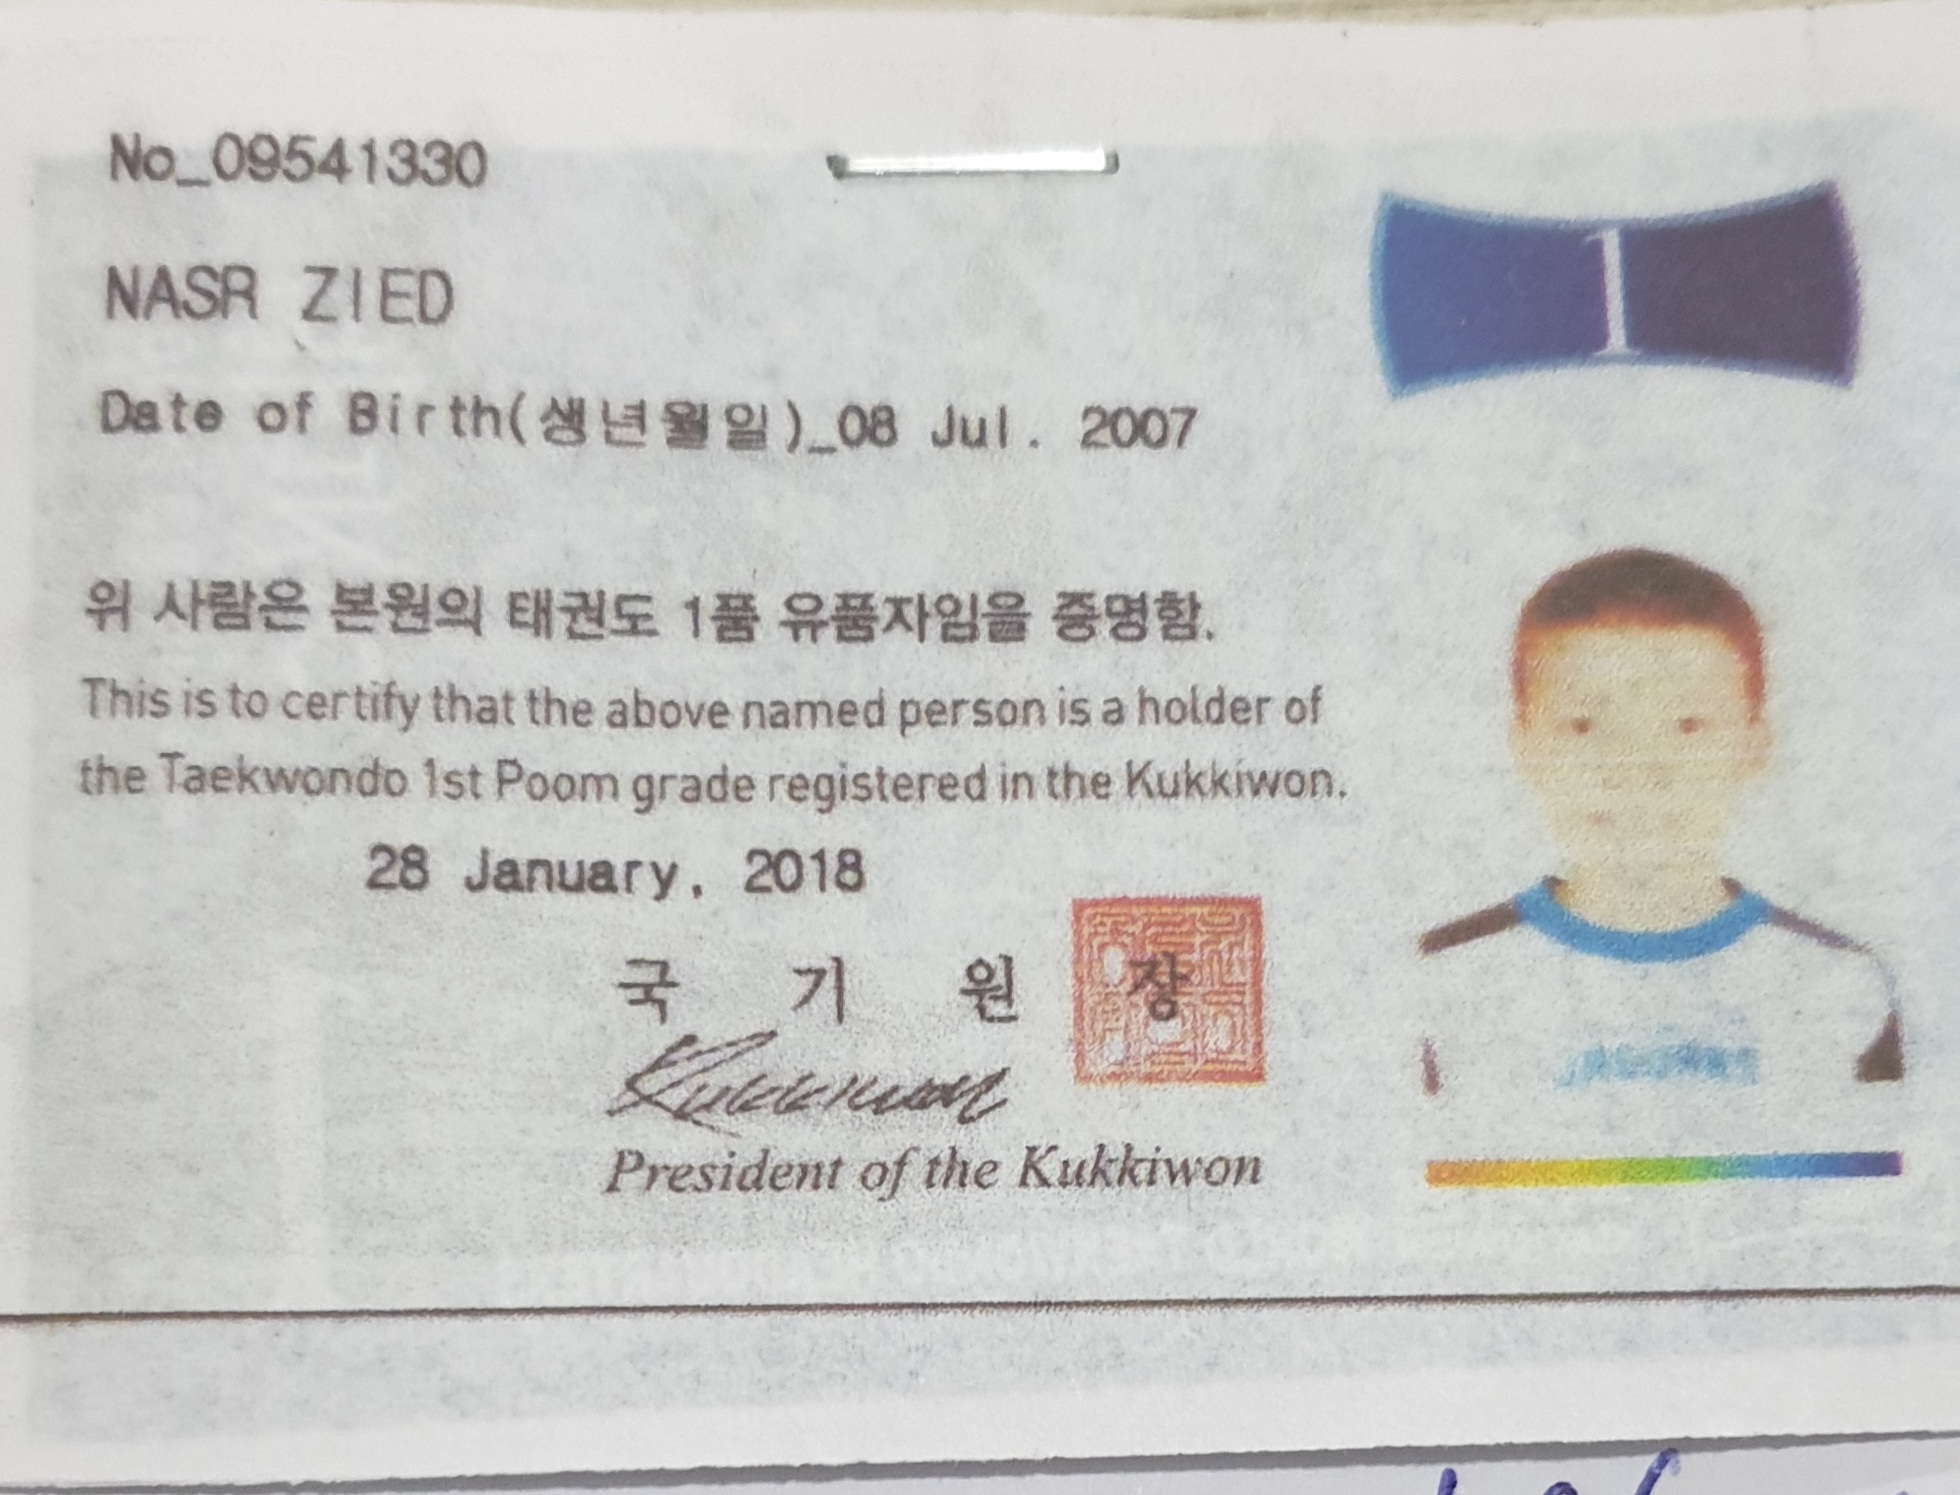 No_09541330
1
NASR ZIED
Date of Birth(생년월일)_08 Jul. 2007
위 사람은 본원의 태권도 1품 유품자임을 증명함.
This is to certify that the above named person is a holder of
the Taekwondo 1st Poom grade registered in the Kukkiwon.
28 January, 2018
국 기 원 장
Kukkiwon
President of the Kukkiwon